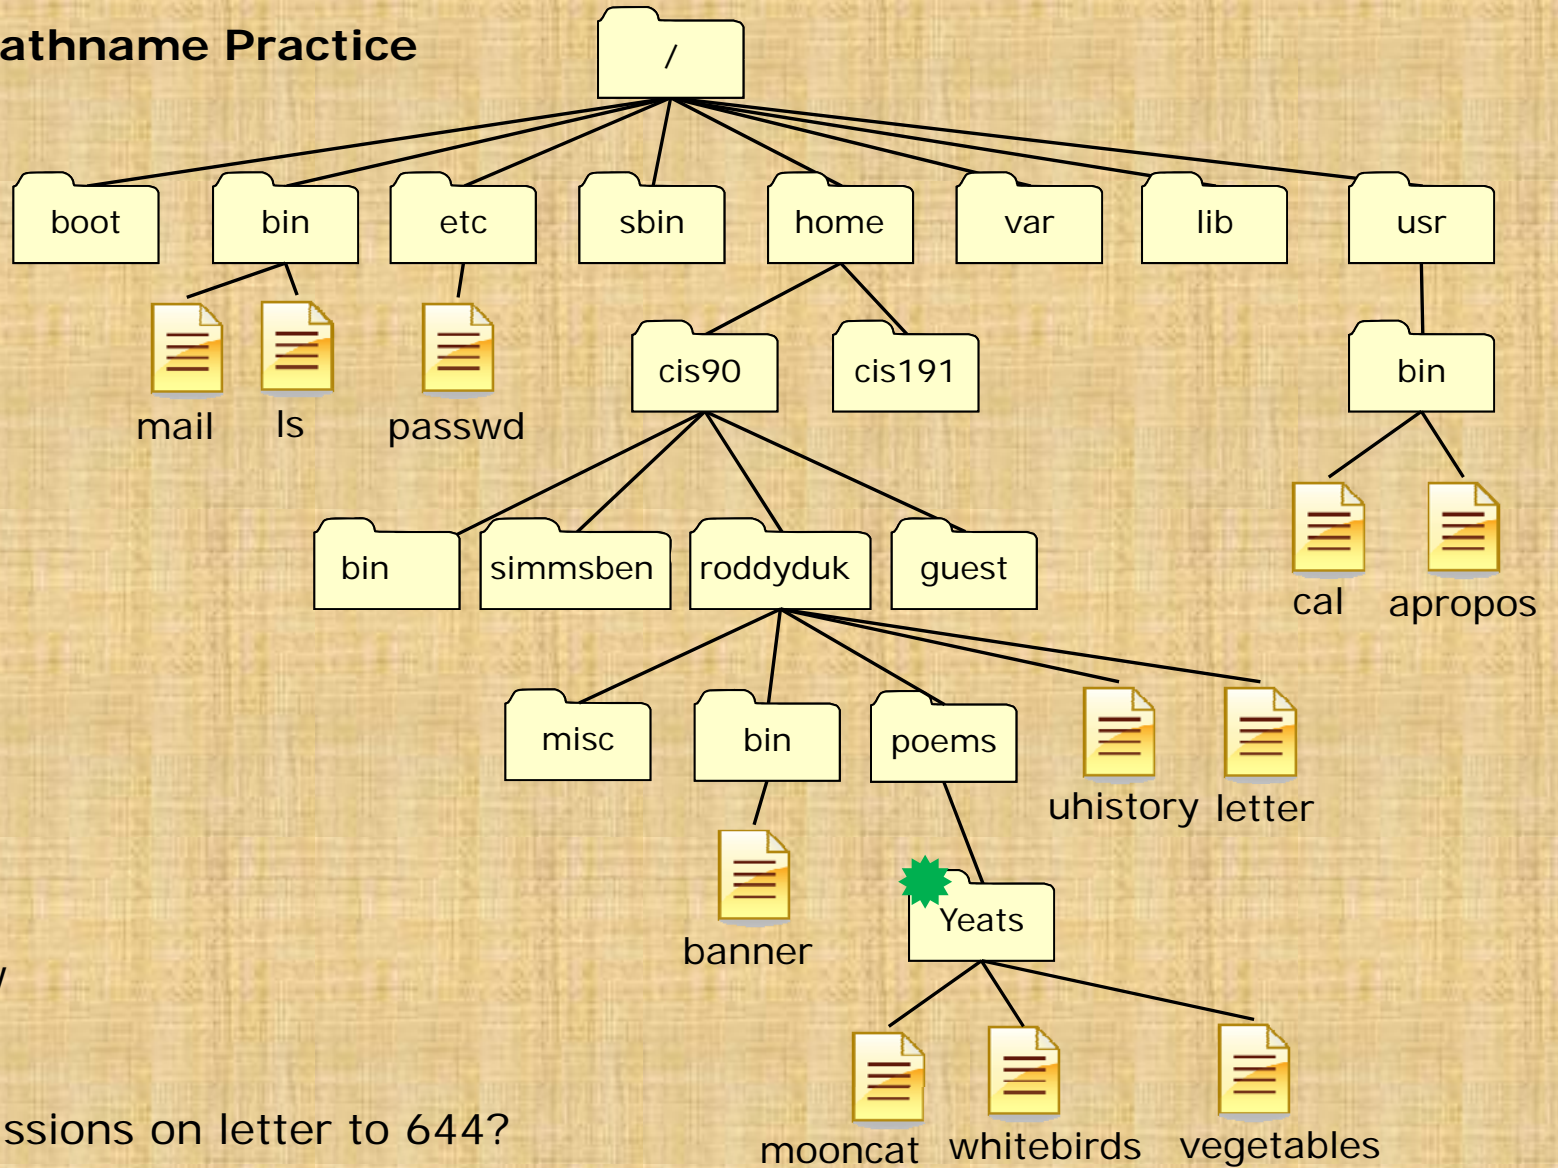 athname Practice
/
boot bin etc sbin home var lib usr
mail ls passwd
cis90 cis191 bin
bin simmsben roddyduk guest
cal apropos
misc bin poems
uhistory letter
banner
Yeats
/
ssions on letter to 644?
mooncat whitebirds vegetables